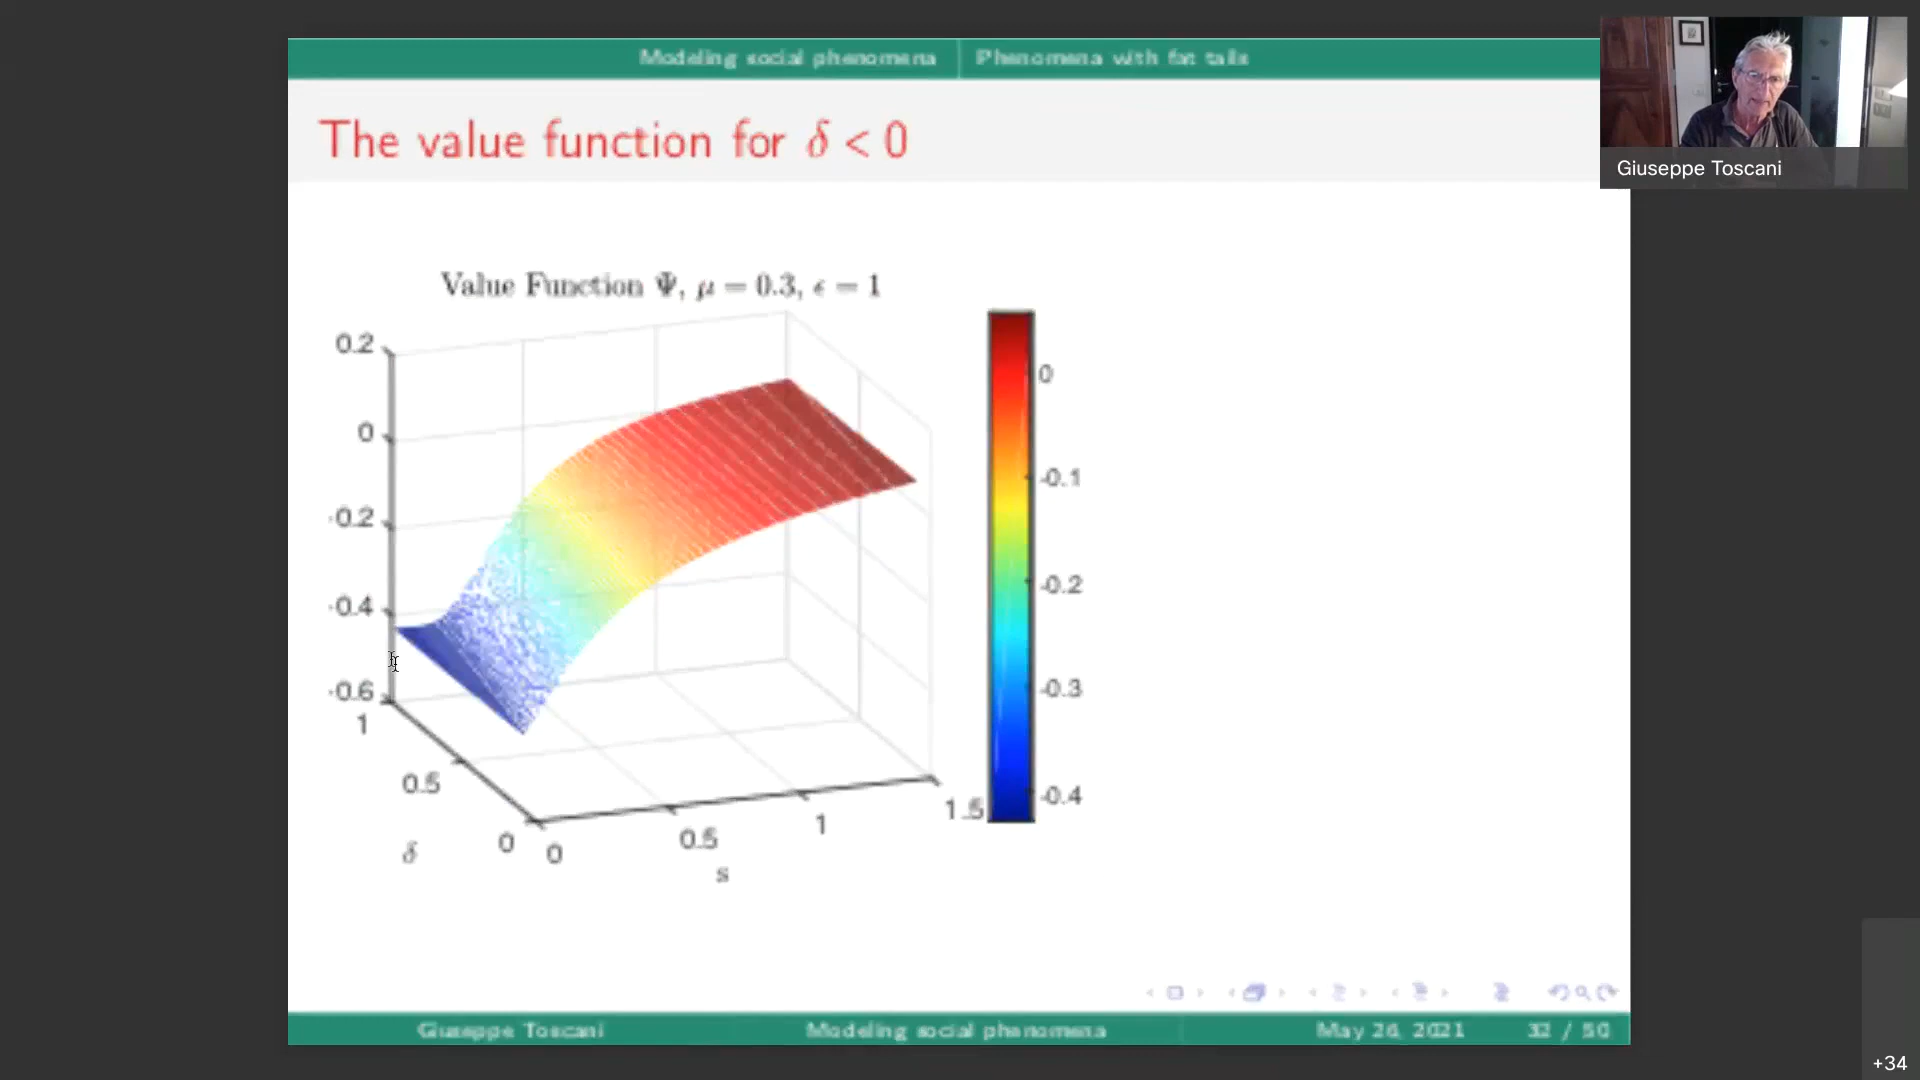 Modeling social phenomena Phenomena with fat tails
The value function for δ < 0
Giuseppe Toscani
Value Function Ψ, μ = 0.3, ϵ = 1
0.2
0
-0.2
-0.4
-0.6
1
0.5
0
δ
0
0.5
1
1.5
s
0
-0.1
-0.2
-0.3
-0.4
Giuseppe Toscani Modeling social phenomena May 26, 2021 32 / 50
+34